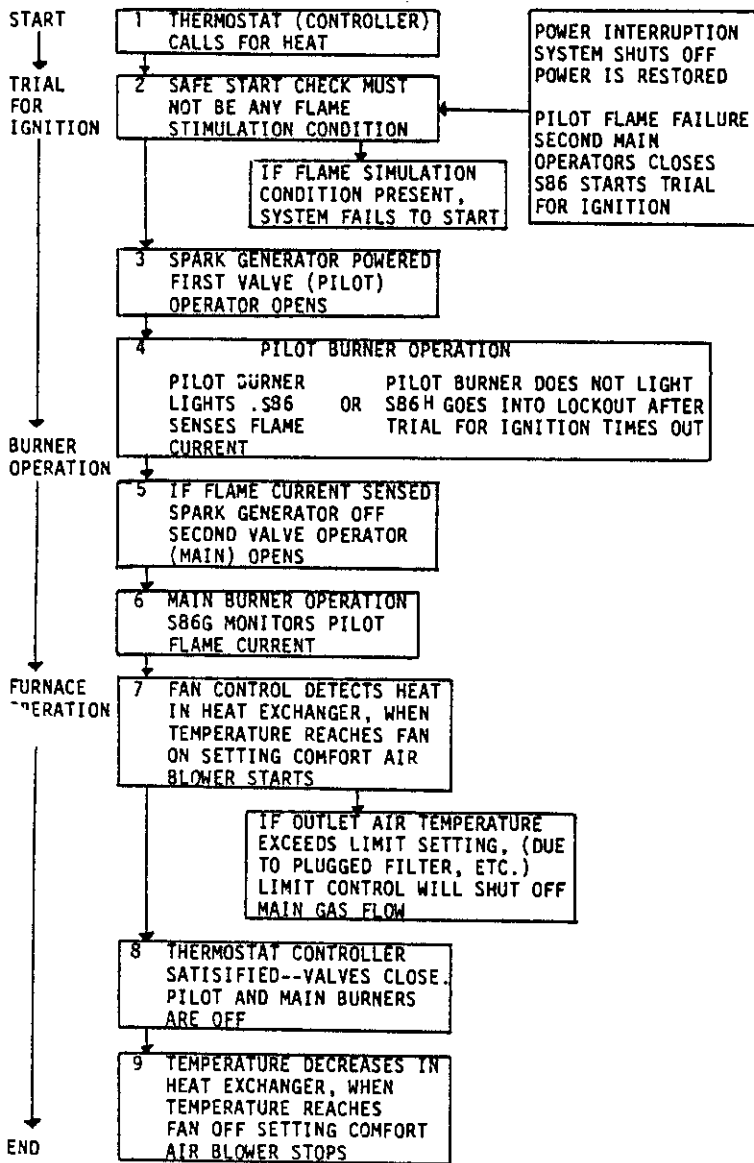 START
TRIAL
FOR
IGNITION
BURNER
OPERATION
FURNACE
OPERATION
END
1 THERMOSTAT (CONTROLLER)
CALLS FOR HEAT
2 SAFE START CHECK MUST
NOT BE ANY FLAME
STIMULATION CONDITION
POWER INTERRUPTION
SYSTEM SHUTS OFF
POWER IS RESTORED
PILOT FLAME FAILURE
SECOND MAIN
OPERATORS CLOSES
S86 STARTS TRIAL
FOR IGNITION
IF FLAME SIMULATION
CONDITION PRESENT,
SYSTEM FAILS TO START
3 SPARK GENERATOR POWERED
FIRST VALVE (PILOT)
OPERATOR OPENS
4 PILOT BURNER OPERATION
PILOT BURNER
LIGHTS .S86
SENSES FLAME
CURRENT
OR
PILOT BURNER DOES NOT LIGHT
S86H GOES INTO LOCKOUT AFTER
TRIAL FOR IGNITION TIMES OUT
5 IF FLAME CURRENT SENSED
SPARK GENERATOR OFF
SECOND VALVE OPERATOR
(MAIN) OPENS
6 MAIN BURNER OPERATION
S86G MONITORS PILOT
FLAME CURRENT
7 FAN CONTROL DETECTS HEAT
IN HEAT EXCHANGER, WHEN
TEMPERATURE REACHES FAN
ON SETTING COMFORT AIR
BLOWER STARTS
IF OUTLET AIR TEMPERATURE
EXCEEDS LIMIT SETTING, (DUE
TO PLUGGED FILTER, ETC.)
LIMIT CONTROL WILL SHUT OFF
MAIN GAS FLOW
8 THERMOSTAT CONTROLLER
SATISIFIED--VALVES CLOSE.
PILOT AND MAIN BURNERS
ARE OFF
9 TEMPERATURE DECREASES IN
HEAT EXCHANGER, WHEN
TEMPERATURE REACHES
FAN OFF SETTING COMFORT
AIR BLOWER STOPS